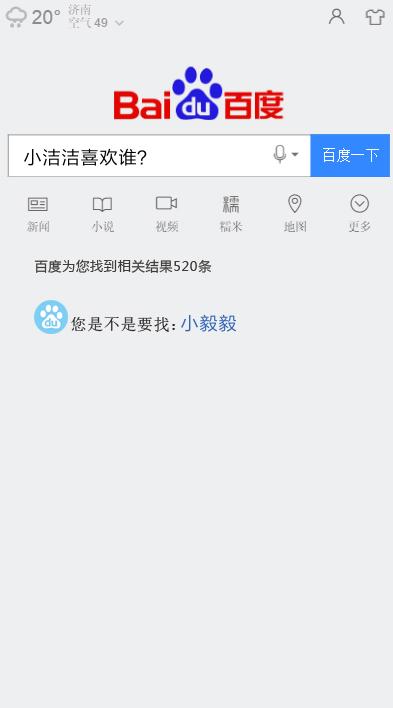 20° 济南
空气 49
Bai du 百度
小洁洁喜欢谁? 百度一下
新闻 小说 视频 糯米 地图 更多
百度为您找到相关结果520条
du 您是不是要找：小毅毅